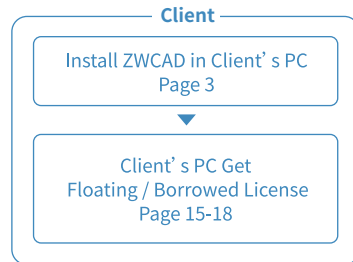 Client
Install ZWCAD in Client’s PC
Page 3
Client’s PC Get
Floating / Borrowed License
Page 15-18